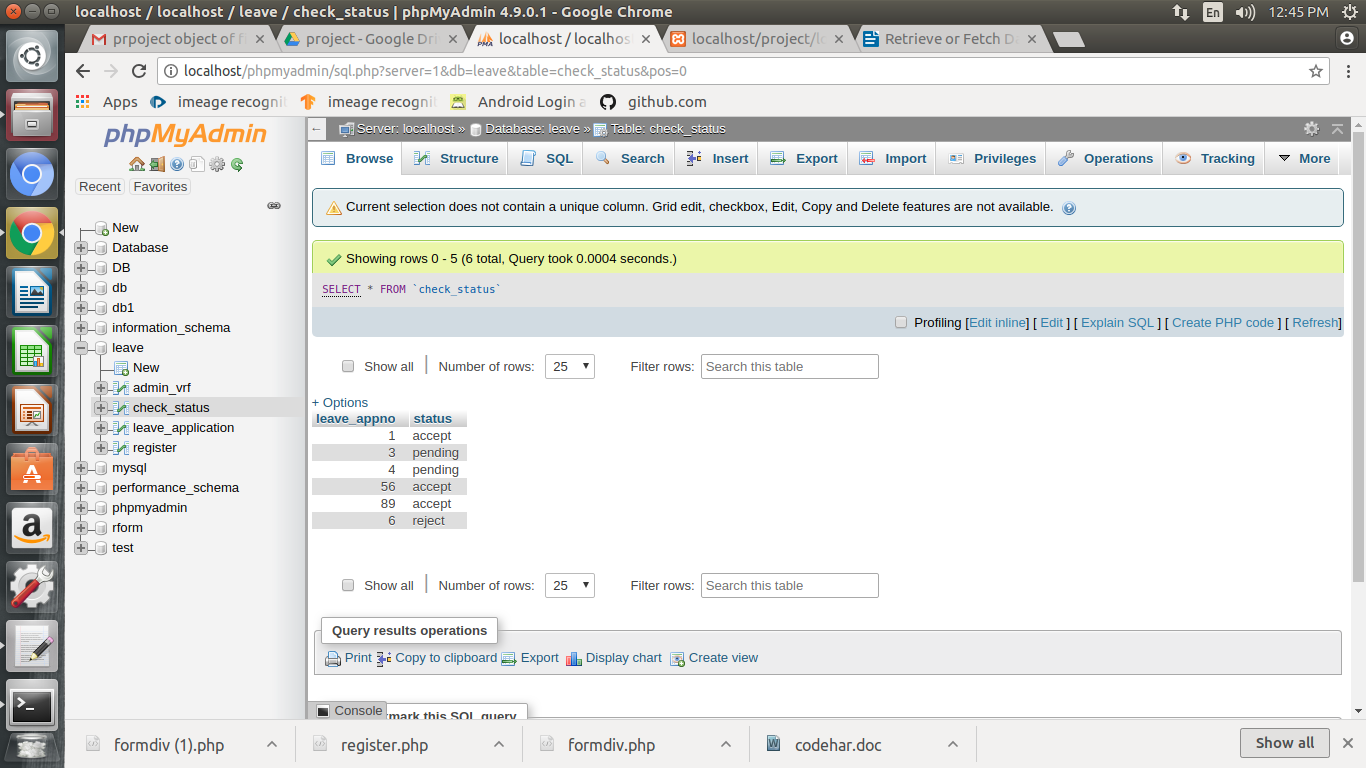 localhost / localhost / leave / check_status | phpMyAdmin 4.9.0.1 - Google Chrome
En
12:45 PM
prpoject object of f
project - Google Dri
localhost / localhos
localhost/project/l
Retrieve or Fetch D
localhost/phpmyadmin/sql.php?server=1&db=leave&table=check_status&pos=0
Apps
imeage recogni
imeage recogni
Android Login a
github.com
phpMyAdmin
Recent
Favorites
New
Database
DB
db
db1
information_schema
leave
New
admin_vrf
check_status
leave_application
register
mysql
performance_schema
phpmyadmin
rform
test
Server: localhost » Database: leave » Table: check_status
Browse
Structure
SQL
Search
Insert
Export
Import
Privileges
Operations
Tracking
More
Current selection does not contain a unique column. Grid edit, checkbox, Edit, Copy and Delete features are not available.
Showing rows 0 - 5 (6 total, Query took 0.0004 seconds.)
SELECT * FROM `check_status`
Profiling [Edit inline] [ Edit ] [ Explain SQL ] [ Create PHP code ] [ Refresh]
Show all | Number of rows: 25 Filter rows: Search this table
+ Options
leave_appno status
1 accept
3 pending
4 pending
56 accept
89 accept
6 reject
Show all | Number of rows: 25 Filter rows: Search this table
Query results operations
Print Copy to clipboard Export Display chart Create view
Console
mark this SQL query
formdiv (1).php
register.php
formdiv.php
codehar.doc
Show all